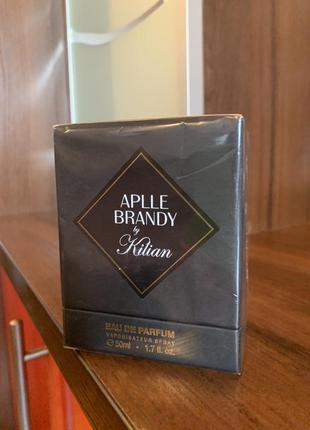 APLLE
BRANDY
by
Kilian
EAU DE PARFUM
VAPORISATEUR SPRAY
℮ 50ml - 1.7 fl. oz.